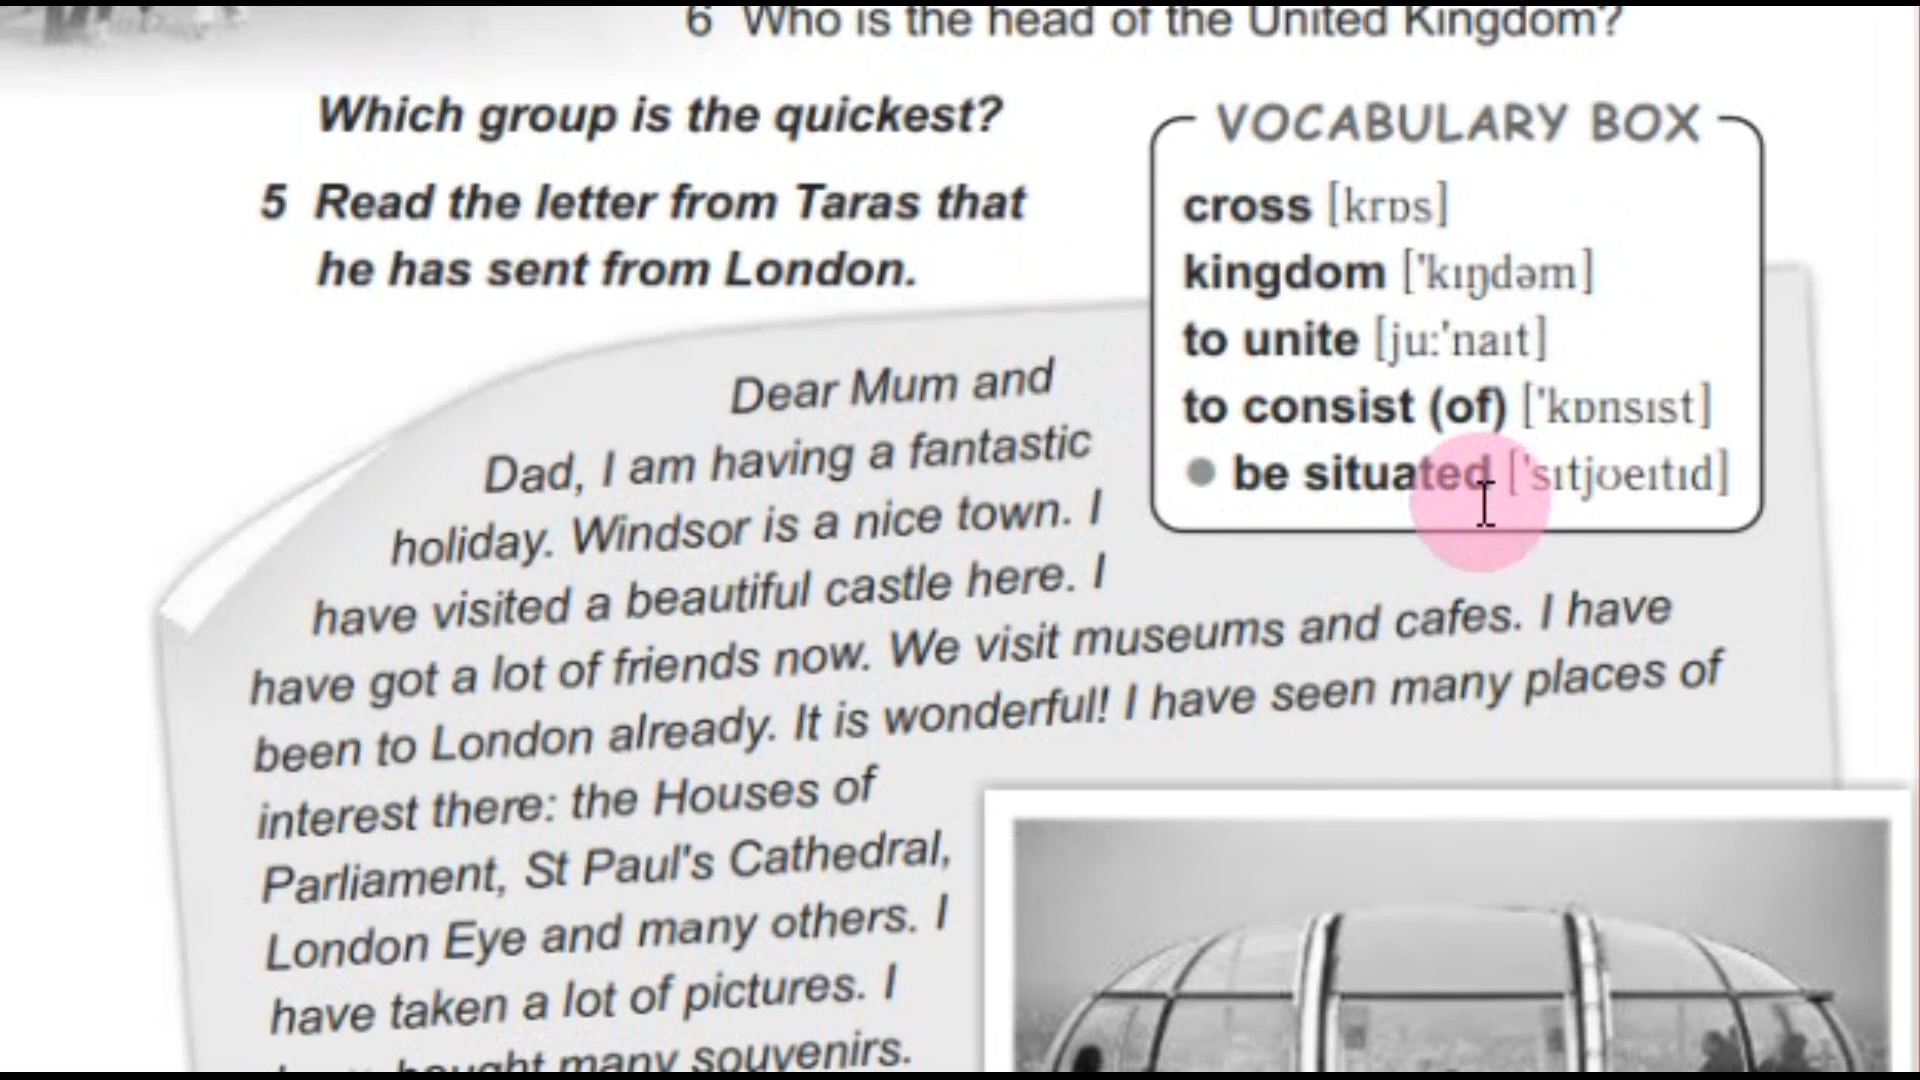 6 Who is the head of the United Kingdom?
Which group is the quickest?
5 Read the letter from Taras that
he has sent from London.
VOCABULARY BOX
cross [krɒs]
kingdom ['kɪŋdəm]
to unite [ju:'naɪt]
to consist (of) ['kɒnsɪst]
● be situated ['sɪtjʊeɪtɪd]
Dear Mum and
Dad, I am having a fantastic
holiday. Windsor is a nice town. I
have visited a beautiful castle here. I
have got a lot of friends now. We visit museums and cafes. I have
been to London already. It is wonderful! I have seen many places of
interest there: the Houses of
Parliament, St Paul's Cathedral,
London Eye and many others. I
have taken a lot of pictures. I
bought many souvenirs.